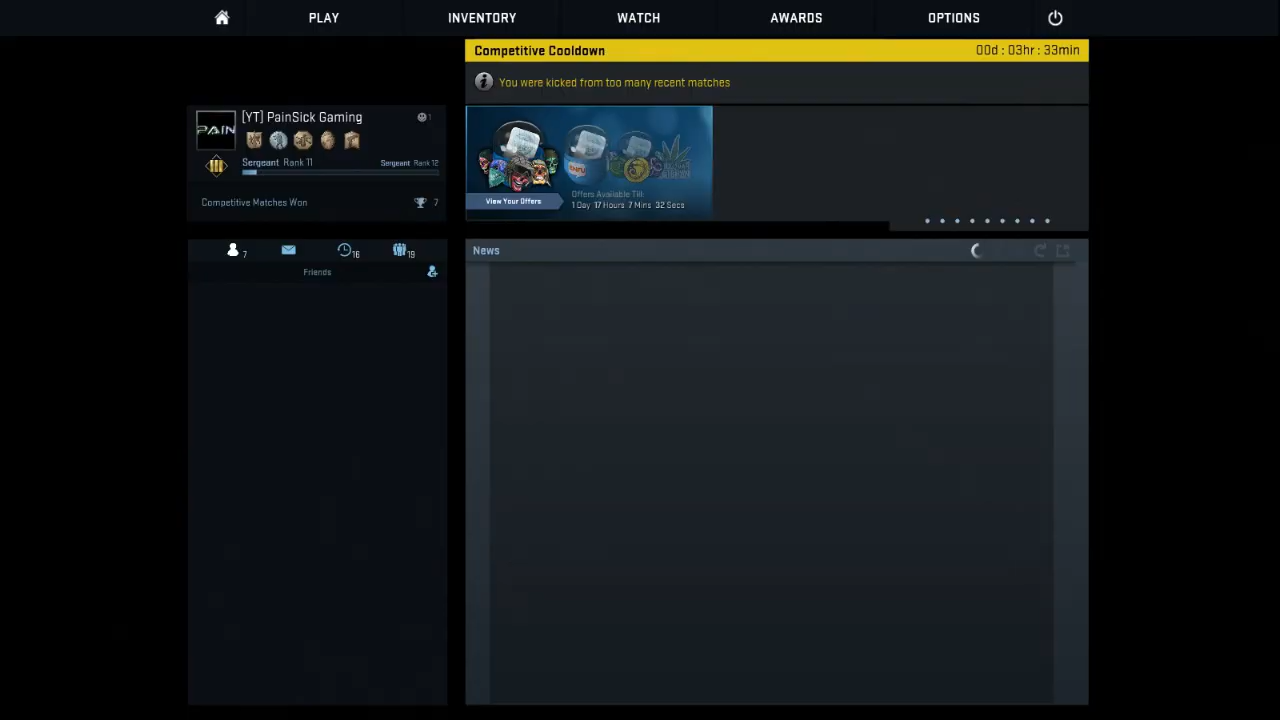 PLAY
INVENTORY
WATCH
AWARDS
OPTIONS
Competitive Cooldown
00d : 03hr : 33min
You were kicked from too many recent matches
PAIN
[YT] PainSick Gaming
1
Sergeant Rank 11
Sergeant Rank 12
Competitive Matches Won
7
View Your Offers
Offers Available Till:
1 Day 17 Hours 7 Mins 32 Secs
7
16
19
Friends
News